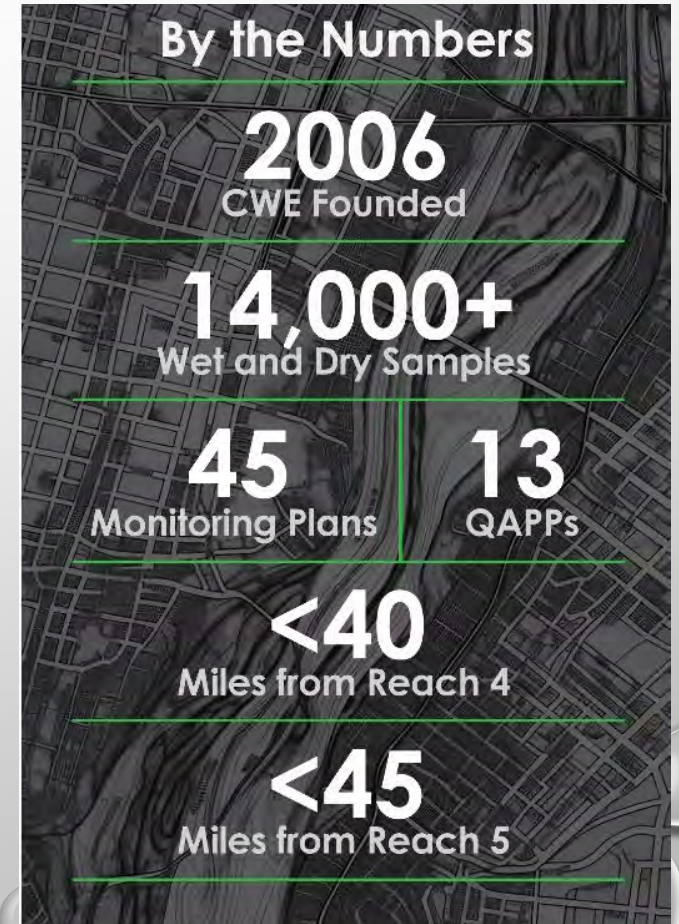 By the Numbers
2006
CWE Founded
14,000+
Wet and Dry Samples
45
Monitoring Plans
13
QAPPs
<40
Miles from Reach 4
<45
Miles from Reach 5